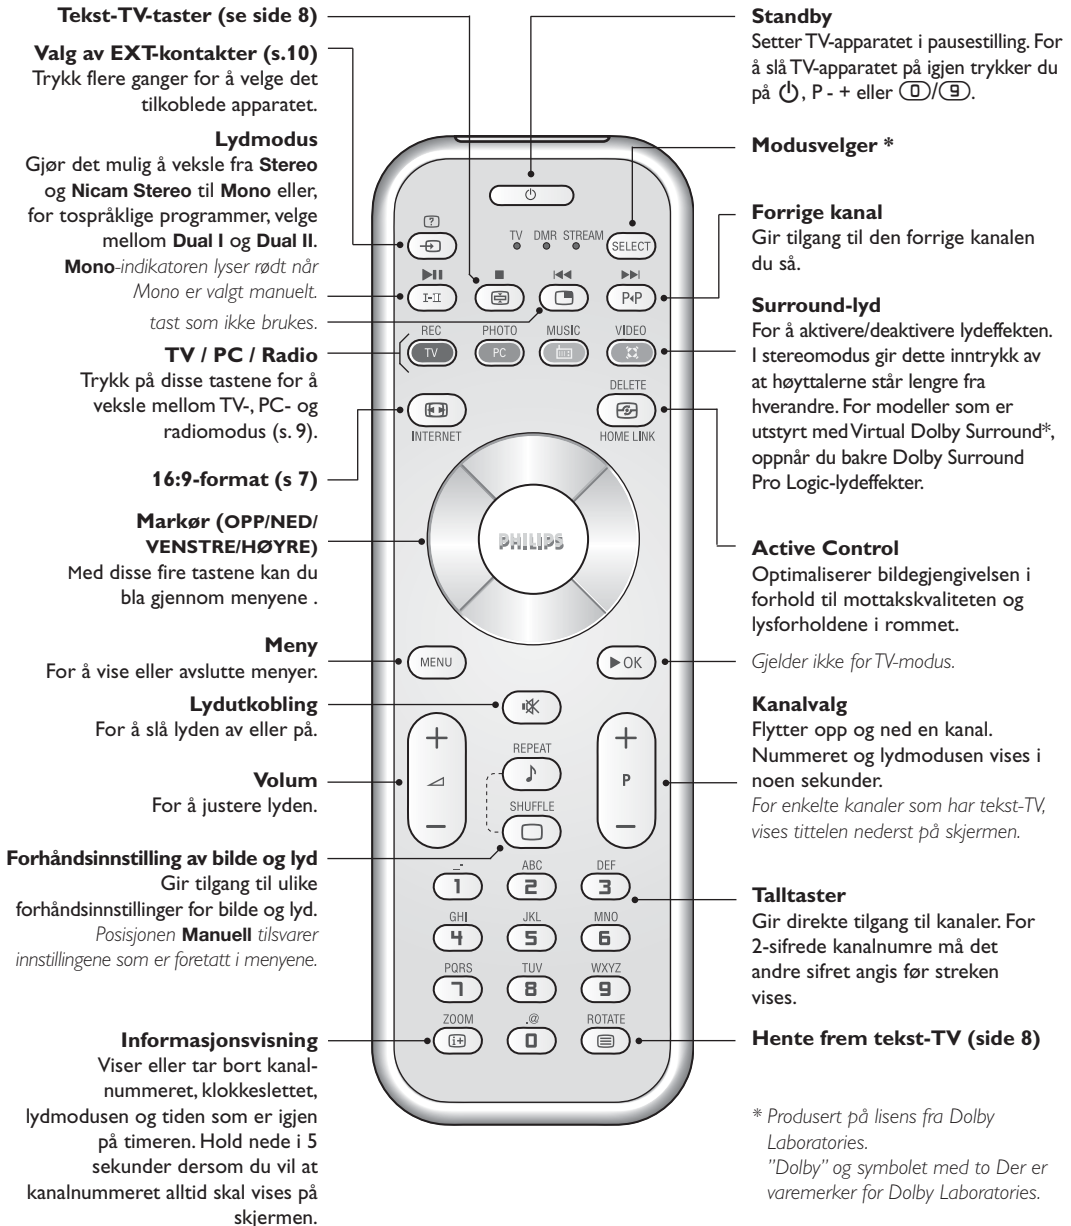 Tekst-TV-taster (se side 8)
Valg av EXT-kontakter (s.10)
Trykk flere ganger for å velge det
tilkoblede apparatet.
Lydmodus
Gjør det mulig å veksle fra Stereo
og Nicam Stereo til Mono eller,
for tospråklige programmer, velge
mellom Dual I og Dual II.
Mono-indikatoren lyser rødt når
Mono er valgt manuelt.
tast som ikke brukes.
TV / PC / Radio
Trykk på disse tastene for å
veksle mellom TV-, PC- og
radiomodus (s. 9).
16:9-format (s 7)
Markør (OPP/NED/
VENSTRE/HØYRE)
Med disse fire tastene kan du
bla gjennom menyene .
Meny
For å vise eller avslutte menyer.
Lydutkobling
For å slå lyden av eller på.
Volum
For å justere lyden.
Forhåndsinnstilling av bilde og lyd
Gir tilgang til ulike
forhåndsinnstillinger for bilde og lyd.
Posisjonen Manuell tilsvarer
innstillingene som er foretatt i menyene.
Informasjonsvisning
Viser eller tar bort kanal-
nummeret, klokkeslettet,
lydmodusen og tiden som er igjen
på timeren. Hold nede i 5
sekunder dersom du vil at
kanalnummeret alltid skal vises på
skjermen.
?
TV DMR STREAM
SELECT
I-II
P◂P
REC PHOTO MUSIC VIDEO
TV PC
DELETE
INTERNET HOME LINK
PHILIPS
MENU ►OK
REPEAT
+ +
P
SHUFFLE
− −
_- ABC DEF
1 2 3
GHI JKL MNO
4 5 6
PQRS TUV WXYZ
7 8 9
ZOOM .@ ROTATE
i+ 0
Standby
Setter TV-apparatet i pausestilling. For
å slå TV-apparatet på igjen trykker du
på ⏻, P - + eller 0/9.
Modusvelger *
Forrige kanal
Gir tilgang til den forrige kanalen
du så.
Surround-lyd
For å aktivere/deaktivere lydeffekten.
I stereomodus gir dette inntrykk av
at høyttalerne står lengre fra
hverandre. For modeller som er
utstyrt med Virtual Dolby Surround*,
oppnår du bakre Dolby Surround
Pro Logic-lydeffekter.
Active Control
Optimaliserer bildegjengivelsen i
forhold til mottakskvaliteten og
lysforholdene i rommet.
Gjelder ikke for TV-modus.
Kanalvalg
Flytter opp og ned en kanal.
Nummeret og lydmodusen vises i
noen sekunder.
For enkelte kanaler som har tekst-TV,
vises tittelen nederst på skjermen.
Talltaster
Gir direkte tilgang til kanaler. For
2-sifrede kanalnumre må det
andre sifret angis før streken
vises.
Hente frem tekst-TV (side 8)
* Produsert på lisens fra Dolby
Laboratories.
”Dolby” og symbolet med to Der er
varemerker for Dolby Laboratories.